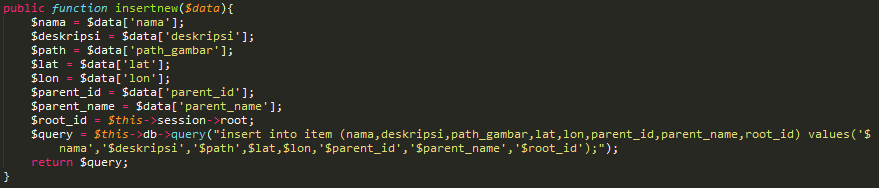 public function insertnew($data){
$nama = $data['nama'];
$deskripsi = $data['deskripsi'];
$path = $data['path_gambar'];
$lat = $data['lat'];
$lon = $data['lon'];
$parent_id = $data['parent_id'];
$parent_name = $data['parent_name'];
$root_id = $this->session->root;
$query = $this->db->query("insert into item (nama,deskripsi,path_gambar,lat,lon,parent_id,parent_name,root_id) values('$
nama','$deskripsi','$path',$lat,$lon,'$parent_id','$parent_name','$root_id');");
return $query;
}